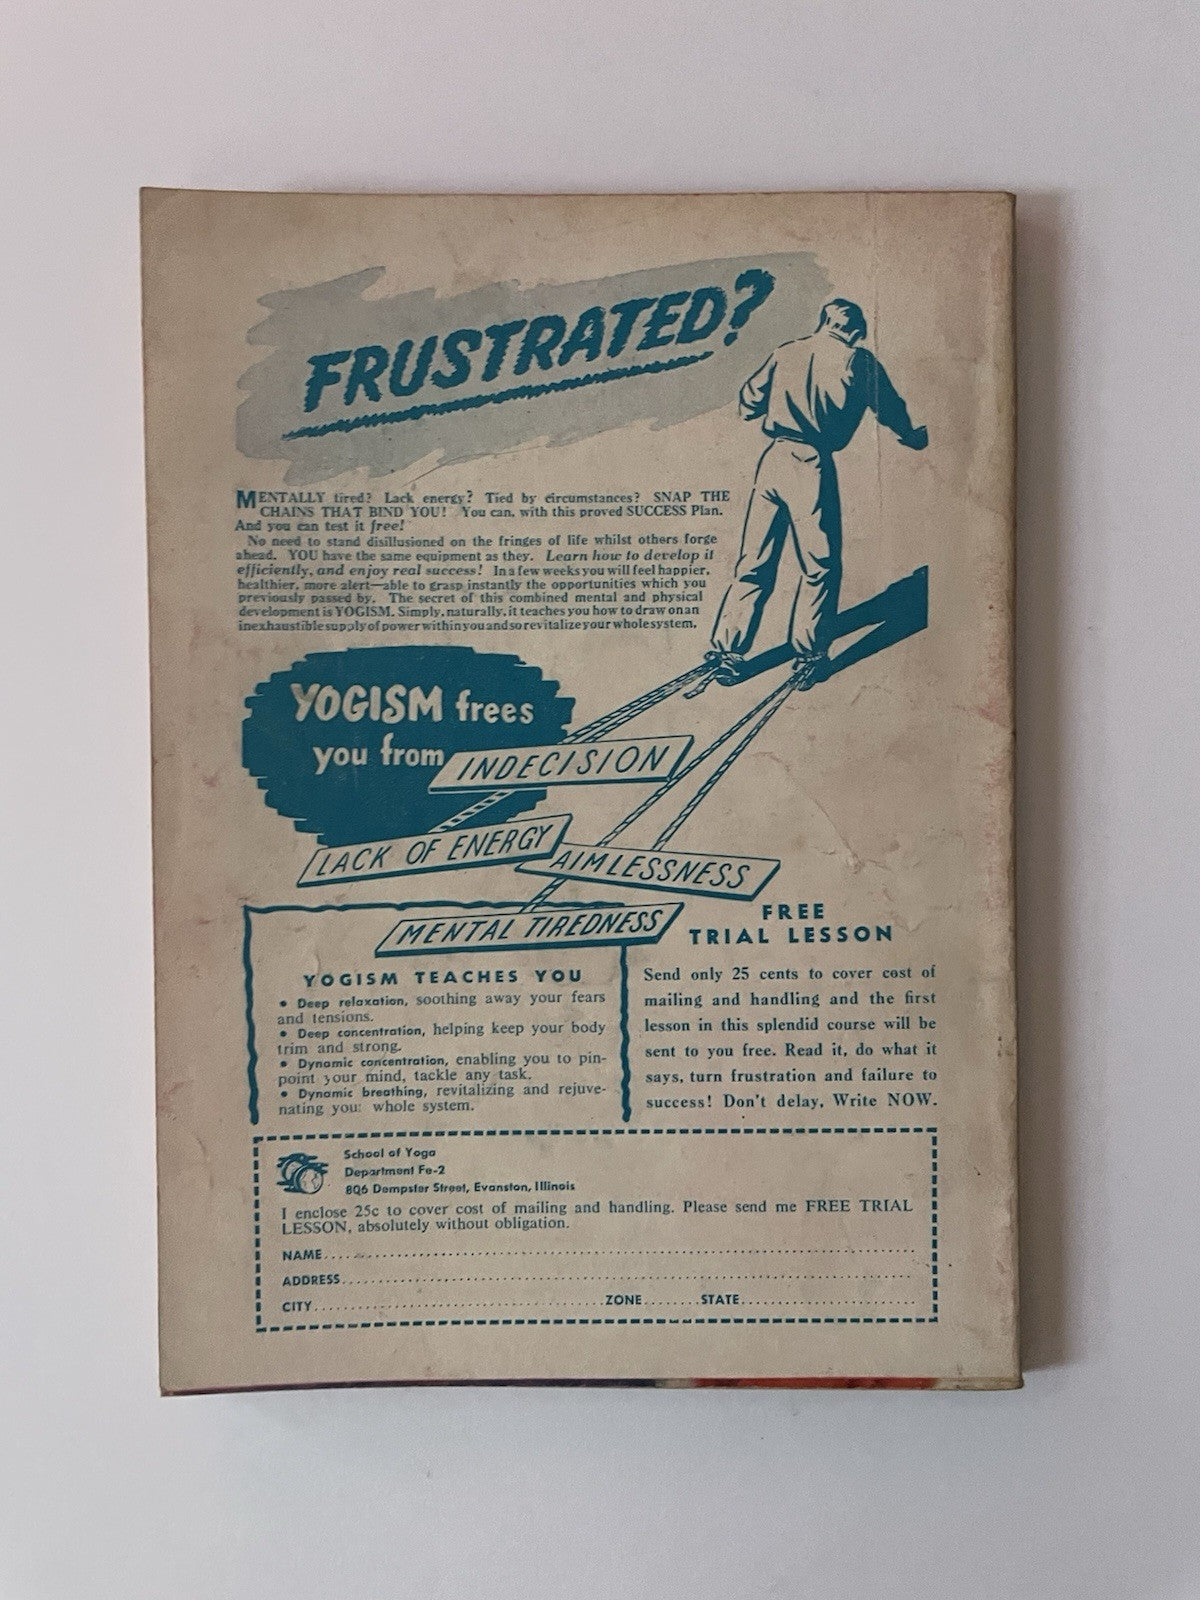 FRUSTRATED?
MENTALLY tired? Lack energy? Tied by circumstances? SNAP THE
CHAINS THAT BIND YOU! You can, with this proved SUCCESS Plan.
And you can test it free!
No need to stand disillusioned on the fringes of life whilst others forge
ahead. YOU have the same equipment as they. Learn how to develop it
efficiently, and enjoy real success! In a few weeks you will feel happier,
healthier, more alert—able to grasp instantly the opportunities which you
previously passed by. The secret of this combined mental and physical
development is YOGISM. Simply, naturally, it teaches you how to draw on an
inexhaustible supply of power within you and so revitalize your whole system.
YOGISM frees
you from
INDECISION
LACK OF ENERGY
AIMLESSNESS
MENTAL TIREDNESS
YOGISM TEACHES YOU
• Deep relaxation, soothing away your fears
and tensions.
• Deep concentration, helping keep your body
trim and strong.
• Dynamic concentration, enabling you to pin-
point your mind, tackle any task.
• Dynamic breathing, revitalizing and rejuve-
nating you: whole system.
FREE
TRIAL LESSON
Send only 25 cents to cover cost of
mailing and handling and the first
lesson in this splendid course will be
sent to you free. Read it, do what it
says, turn frustration and failure to
success! Don't delay, Write NOW.
School of Yoga
Department Fe-2
806 Dempster Street, Evanston, Illinois
I enclose 25c to cover cost of mailing and handling. Please send me FREE TRIAL
LESSON, absolutely without obligation.
NAME
ADDRESS
CITY ZONE STATE